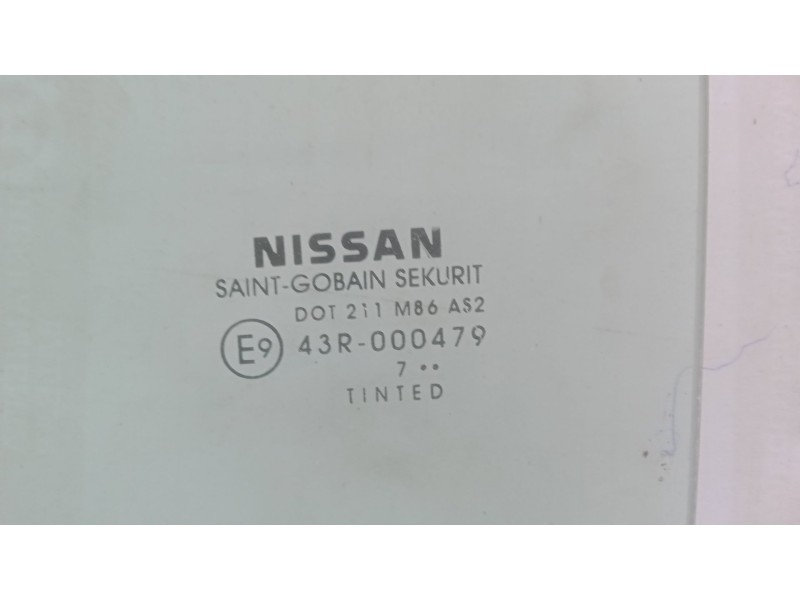 NISSAN
SAINT-GOBAIN SEKURIT
DOT 211 M86 AS2
E9 43R-000479
7 ••
TINTED